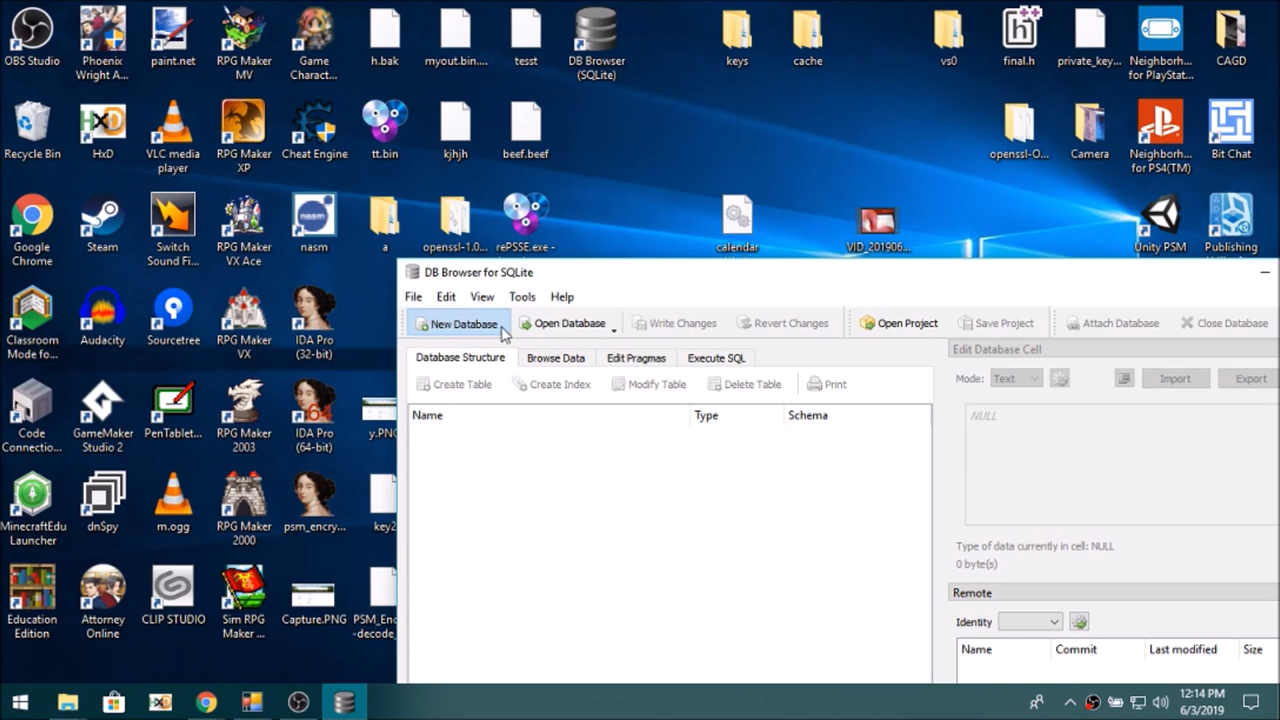 OBS Studio
Phoenix
Wright A...
paint.net
RPG Maker
MV
Game
Charact...
h.bak
myout.bin....
tesst
DB Browser
(SQLite)
keys
cache
vs0
final.h
private_key...
Neighborh...
for PlayStat...
CAGD
Recycle Bin
HxD
VLC media
player
RPG Maker
XP
Cheat Engine
tt.bin
kjhjh
beef.beef
openssl-O...
Camera
Neighborh...
for PS4(TM)
Bit Chat
Google
Chrome
Steam
Switch
Sound Fi...
RPG Maker
VX Ace
nasm
a
openssl-1.0...
rePSSE.exe -
calendar
VID_201906...
Unity PSM
Publishing
Classroom
Mode fo...
Audacity
Sourcetree
RPG Maker
VX
IDA Pro
(32-bit)
Code
Connectio...
GameMaker
Studio 2
PenTablet...
RPG Maker
2003
IDA Pro
(64-bit)
y.PNG
MinecraftEdu
Launcher
dnSpy
m.ogg
RPG Maker
2000
psm_encry...
key2
Education
Edition
Attorney
Online
CLIP STUDIO
Sim RPG
Maker ...
Capture.PNG
PSM_Enc
-decode_
DB Browser for SQLite
File Edit View Tools Help
New Database Open Database Write Changes Revert Changes Open Project Save Project Attach Database Close Database
Database Structure Browse Data Edit Pragmas Execute SQL
Create Table Create Index Modify Table Delete Table Print
Name Type Schema
Edit Database Cell
Mode: Text Import Export
NULL
Type of data currently in cell: NULL
0 byte(s)
Remote
Identity
Name Commit Last modified Size
12:14 PM
6/3/2019